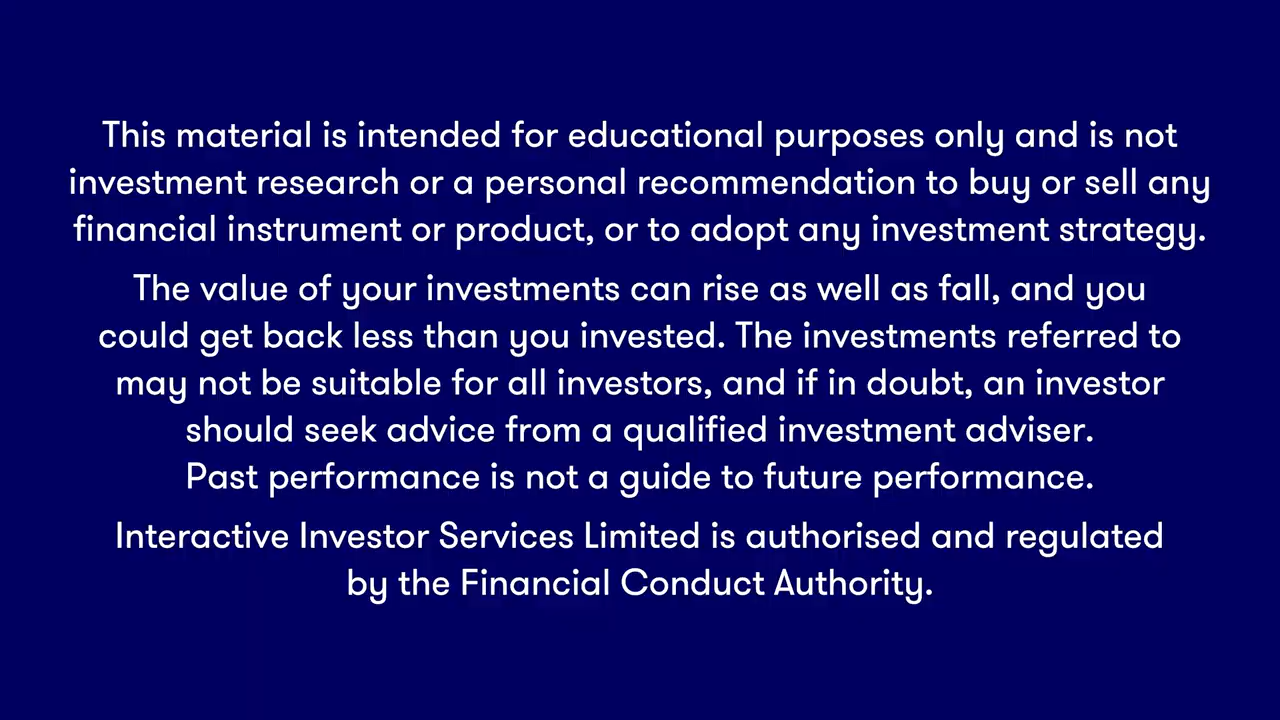 This material is intended for educational purposes only and is not
investment research or a personal recommendation to buy or sell any
financial instrument or product, or to adopt any investment strategy.
The value of your investments can rise as well as fall, and you
could get back less than you invested. The investments referred to
may not be suitable for all investors, and if in doubt, an investor
should seek advice from a qualified investment adviser.
Past performance is not a guide to future performance.
Interactive Investor Services Limited is authorised and regulated
by the Financial Conduct Authority.